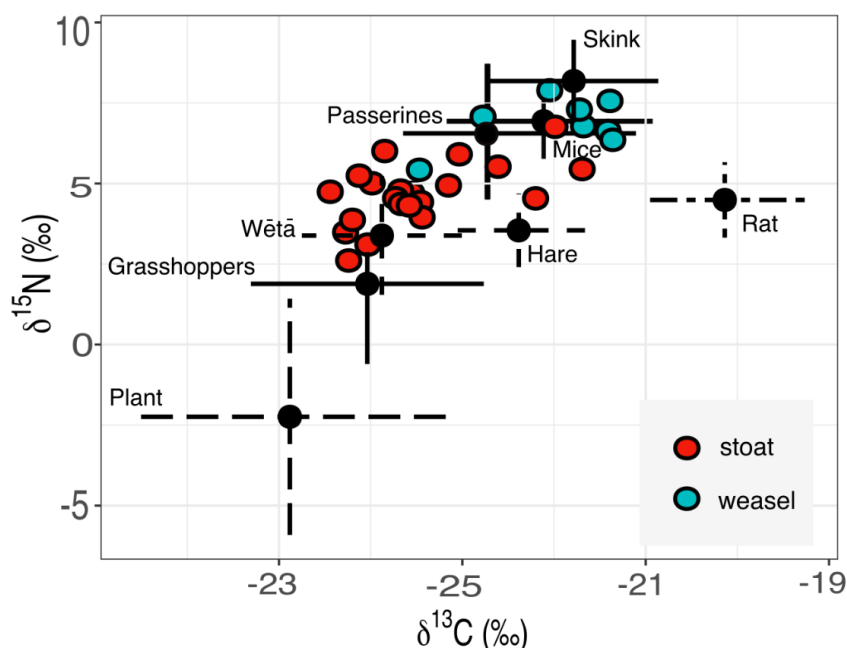 10
5
0
-5
δ¹⁵N (‰)
Skink
Passerines
Mice
Wētā
Hare
Rat
Grasshoppers
Plant
stoat
weasel
-23
-25
-21
-19
δ¹³C (‰)